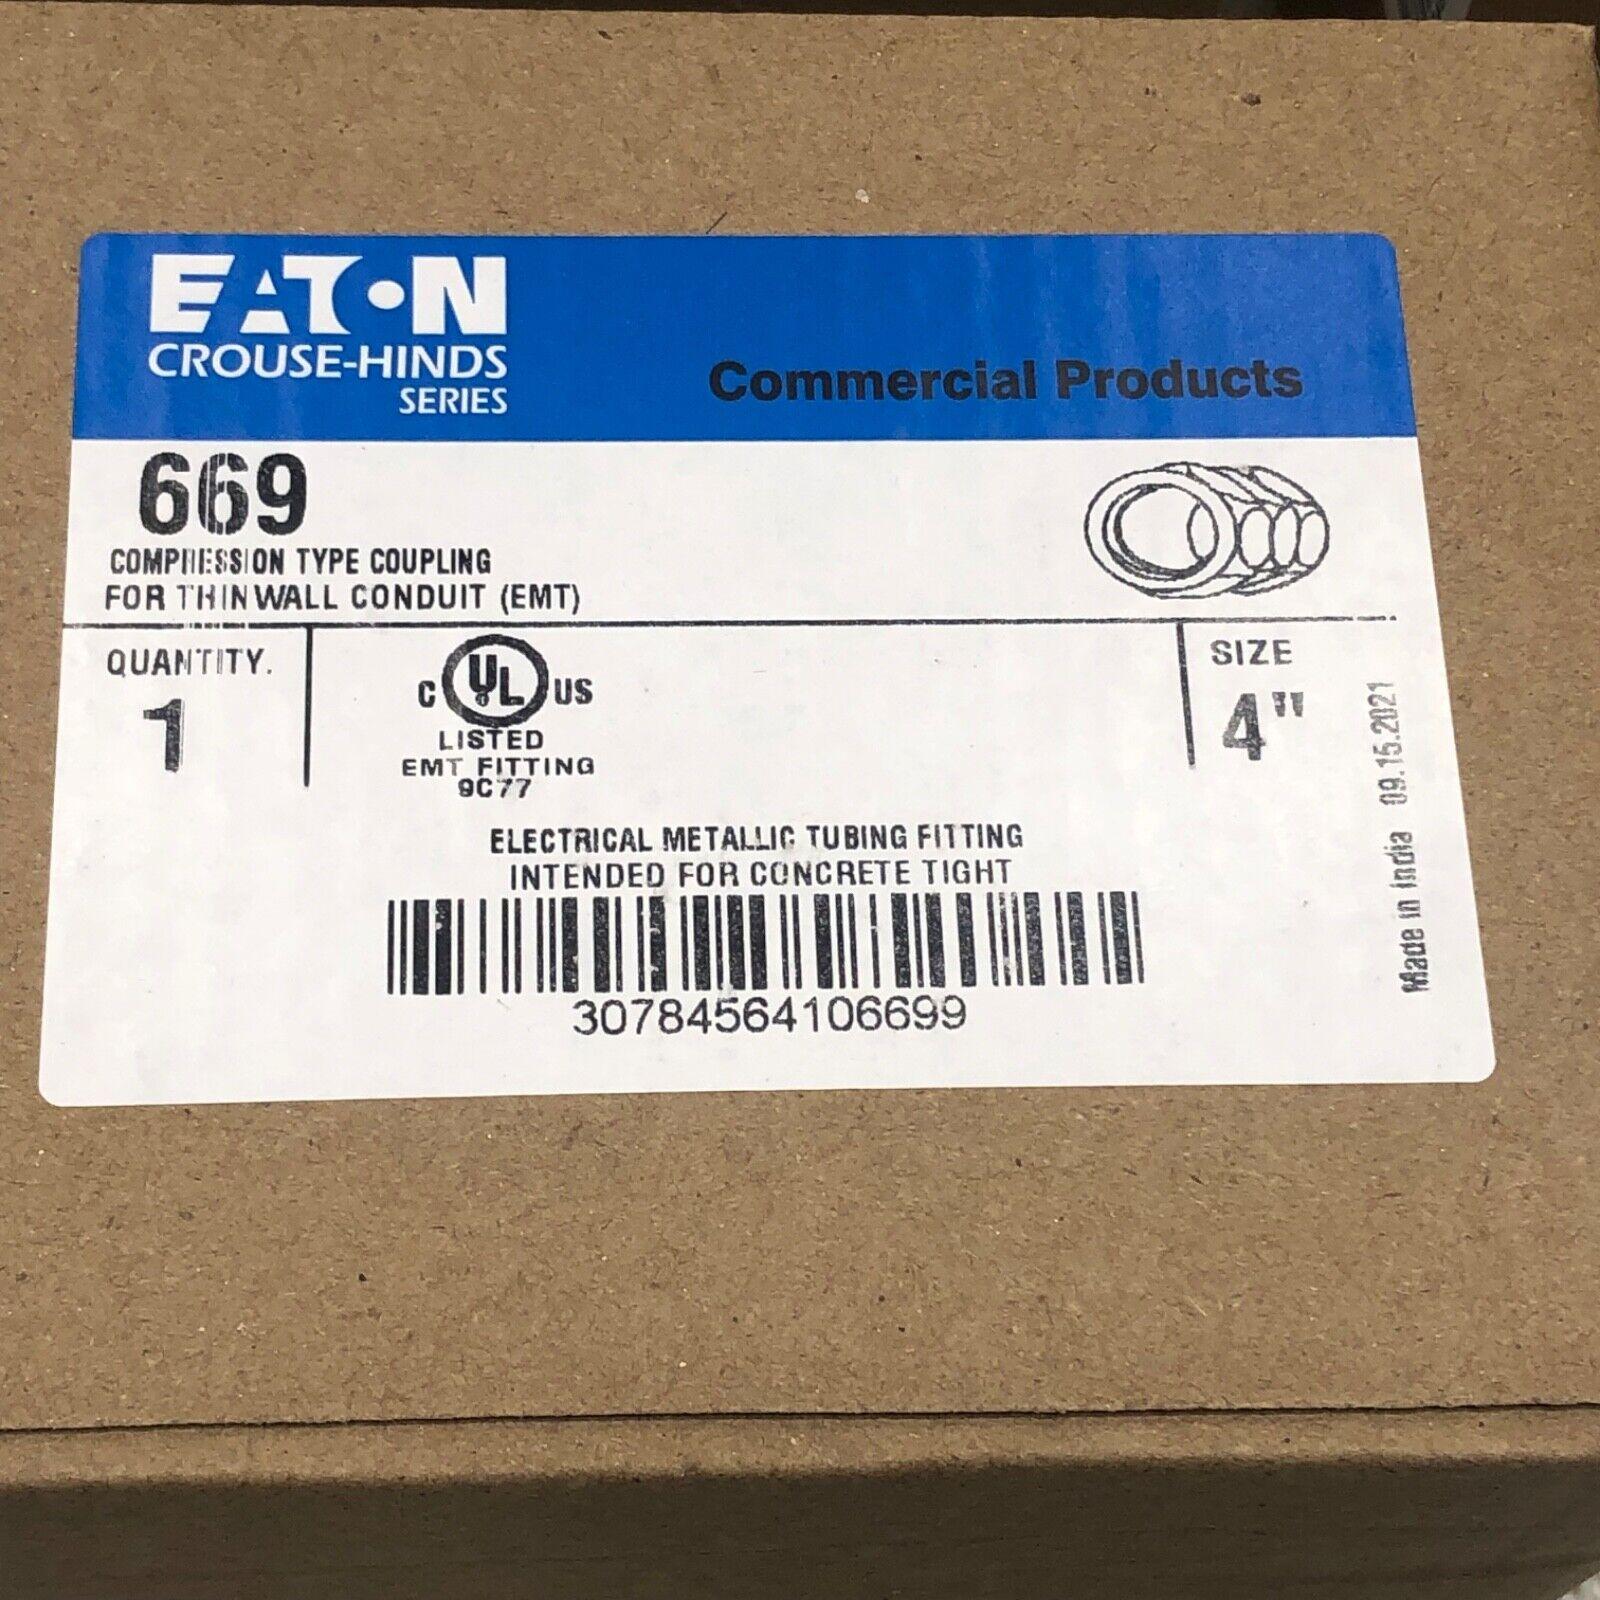 EATON
CROUSE-HINDS
SERIES
Commercial Products
669
COMPRESSION TYPE COUPLING
FOR THINWALL CONDUIT (EMT)
QUANTITY.
1
C UL US
LISTED
EMT FITTING
9C77
SIZE
4"
ELECTRICAL METALLIC TUBING FITTING
INTENDED FOR CONCRETE TIGHT
30784564106699
Made in India 09.15.2021